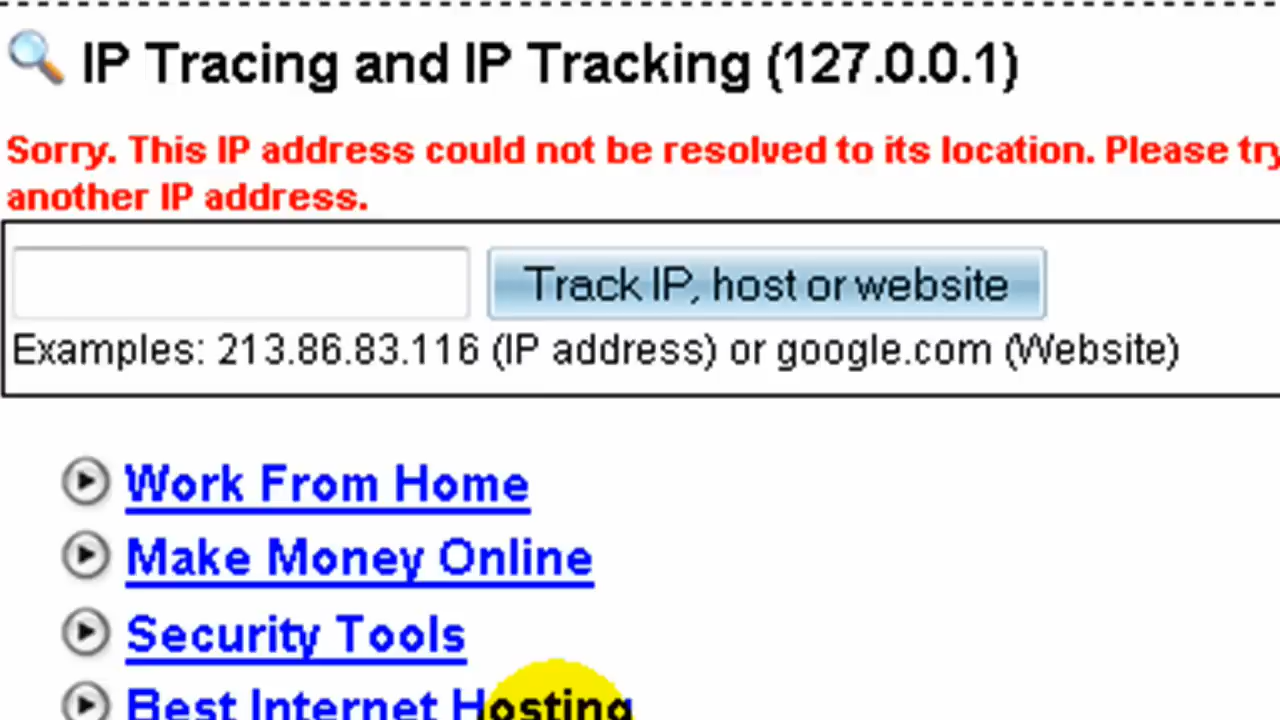 IP Tracing and IP Tracking (127.0.0.1)
Sorry. This IP address could not be resolved to its location. Please try
another IP address.
Track IP, host or website
Examples: 213.86.83.116 (IP address) or google.com (Website)
Work From Home
Make Money Online
Security Tools
Best Internet Hosting